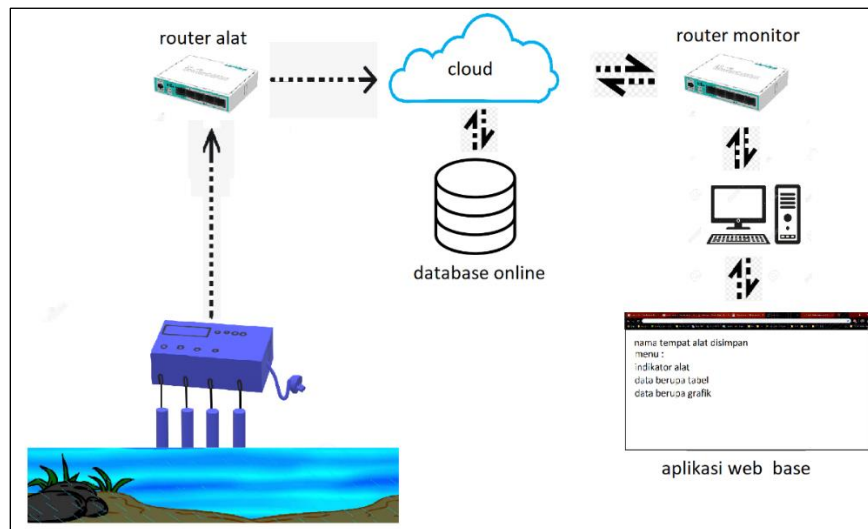 router alat
cloud
router monitor
database online
nama tempat alat disimpan
menu :
indikator alat
data berupa tabel
data berupa grafik
aplikasi web base